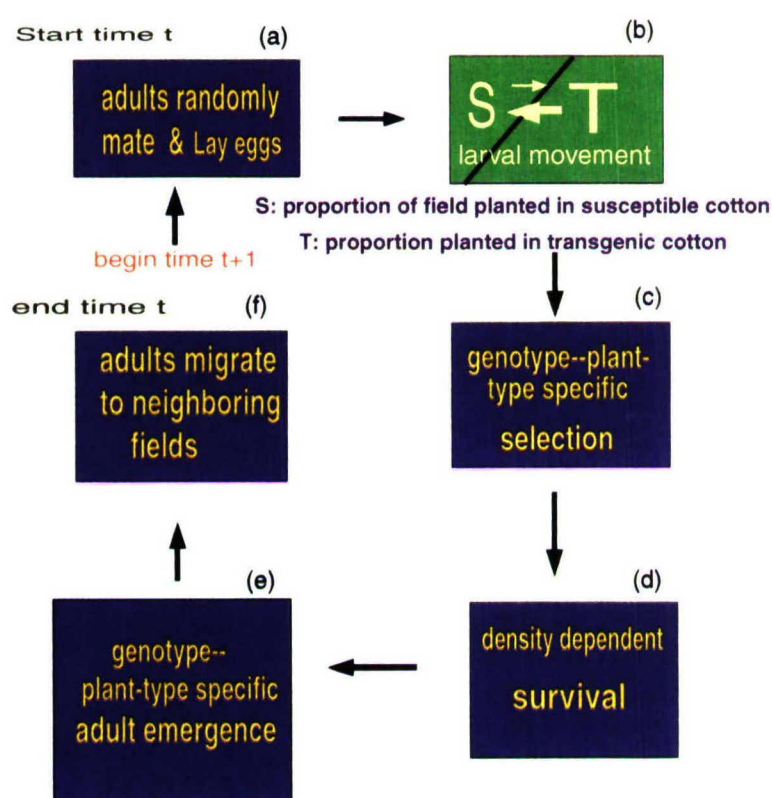 Start time t
(a)
adults randomly
mate & Lay eggs
(b)
S T
larval movement
S: proportion of field planted in susceptible cotton
T: proportion planted in transgenic cotton
(c)
genotype--plant-
type specific
selection
(d)
density dependent
survival
(e)
genotype--
plant-type specific
adult emergence
end time t
(f)
adults migrate
to neighboring
fields
begin time t+1